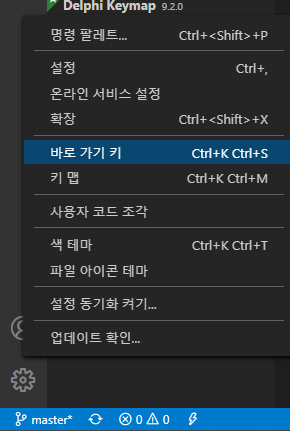 Delphi Keymap 9.2.0
명령 팔레트... Ctrl+<Shift>+P
설정 Ctrl+,
온라인 서비스 설정
확장 Ctrl+<Shift>+X
바로 가기 키 Ctrl+K Ctrl+S
키 맵 Ctrl+K Ctrl+M
사용자 코드 조각
색 테마 Ctrl+K Ctrl+T
파일 아이콘 테마
설정 동기화 켜기...
업데이트 확인...
master* 0 0